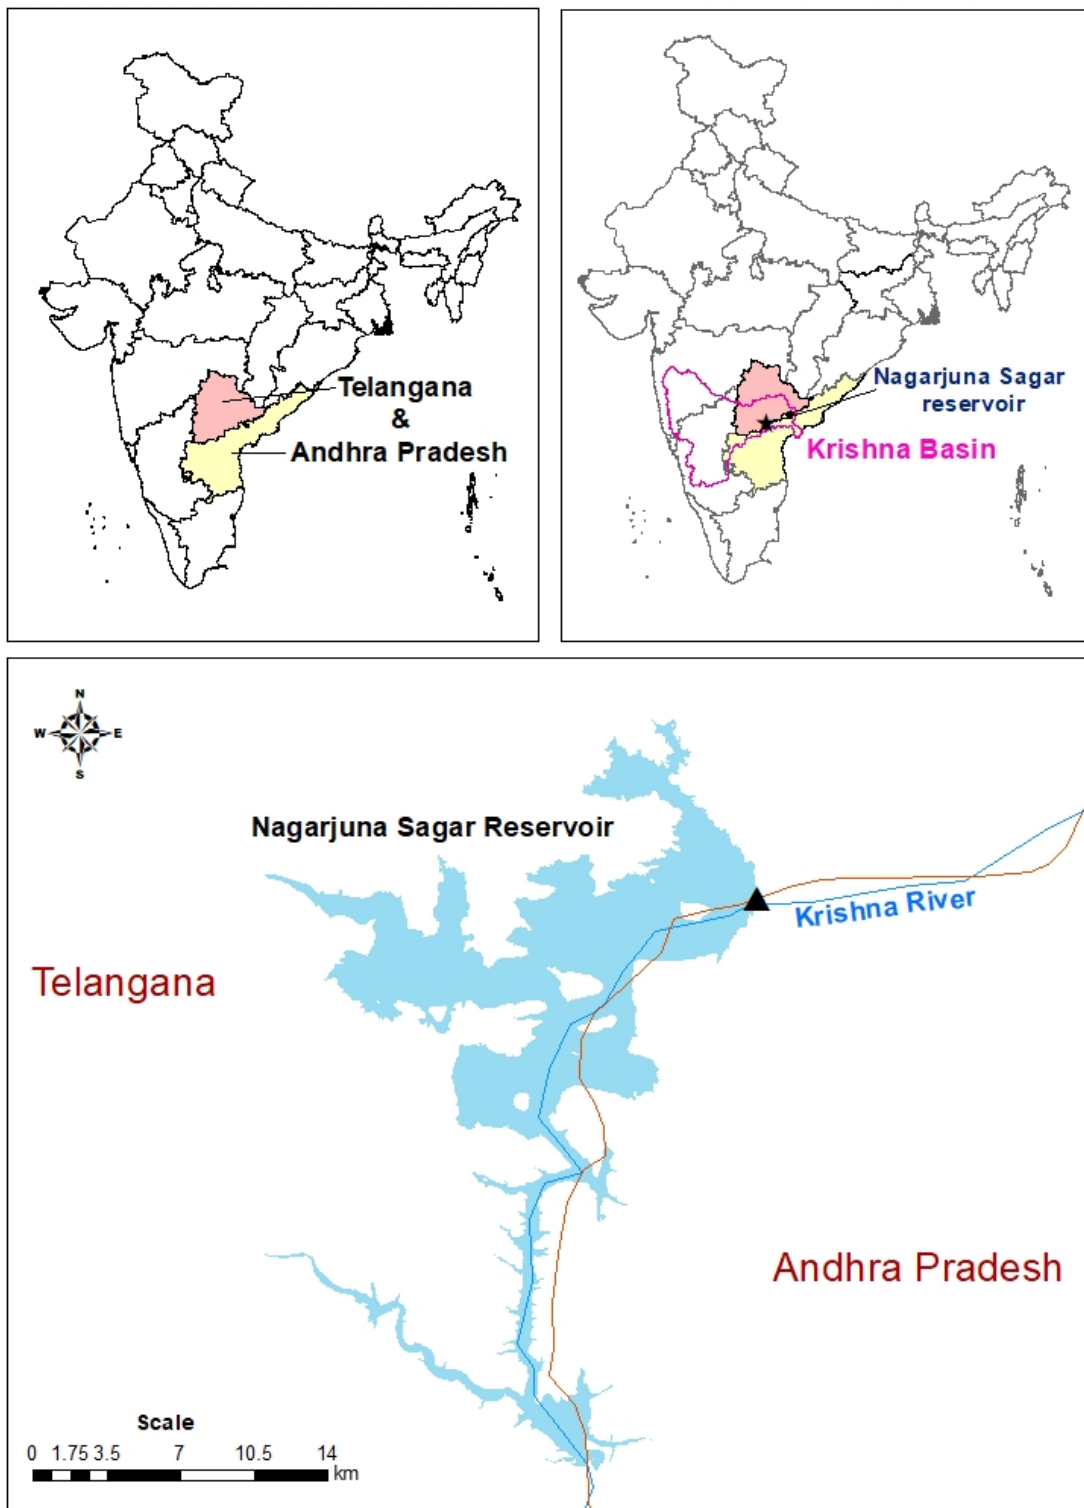 Telangana
&
Andhra Pradesh
Nagarjuna Sagar
reservoir
Krishna Basin
N
W E
S
Nagarjuna Sagar Reservoir
Krishna River
Telangana
Andhra Pradesh
Scale
0 1.75 3.5 7 10.5 14
km